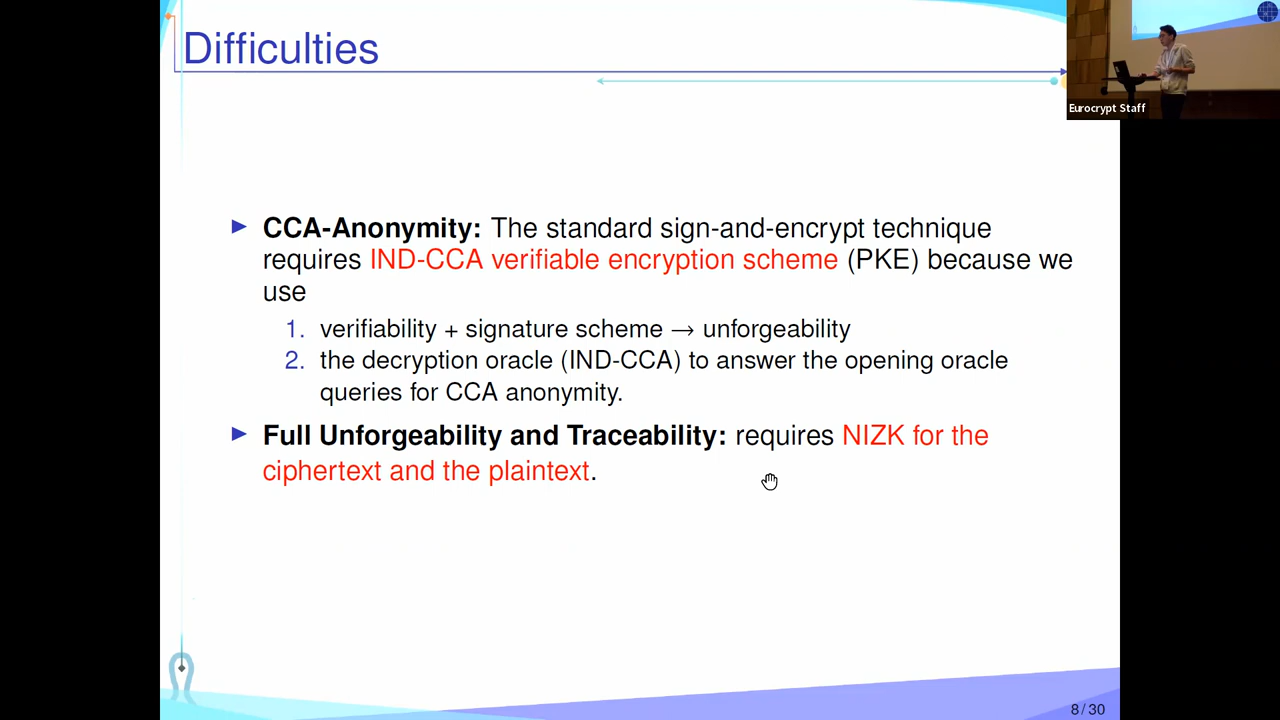 Difficulties
Eurocrypt Staff
▶ CCA-Anonymity: The standard sign-and-encrypt technique
requires IND-CCA verifiable encryption scheme (PKE) because we
use
1. verifiability + signature scheme → unforgeability
2. the decryption oracle (IND-CCA) to answer the opening oracle
queries for CCA anonymity.
▶ Full Unforgeability and Traceability: requires NIZK for the
ciphertext and the plaintext.
8 / 30